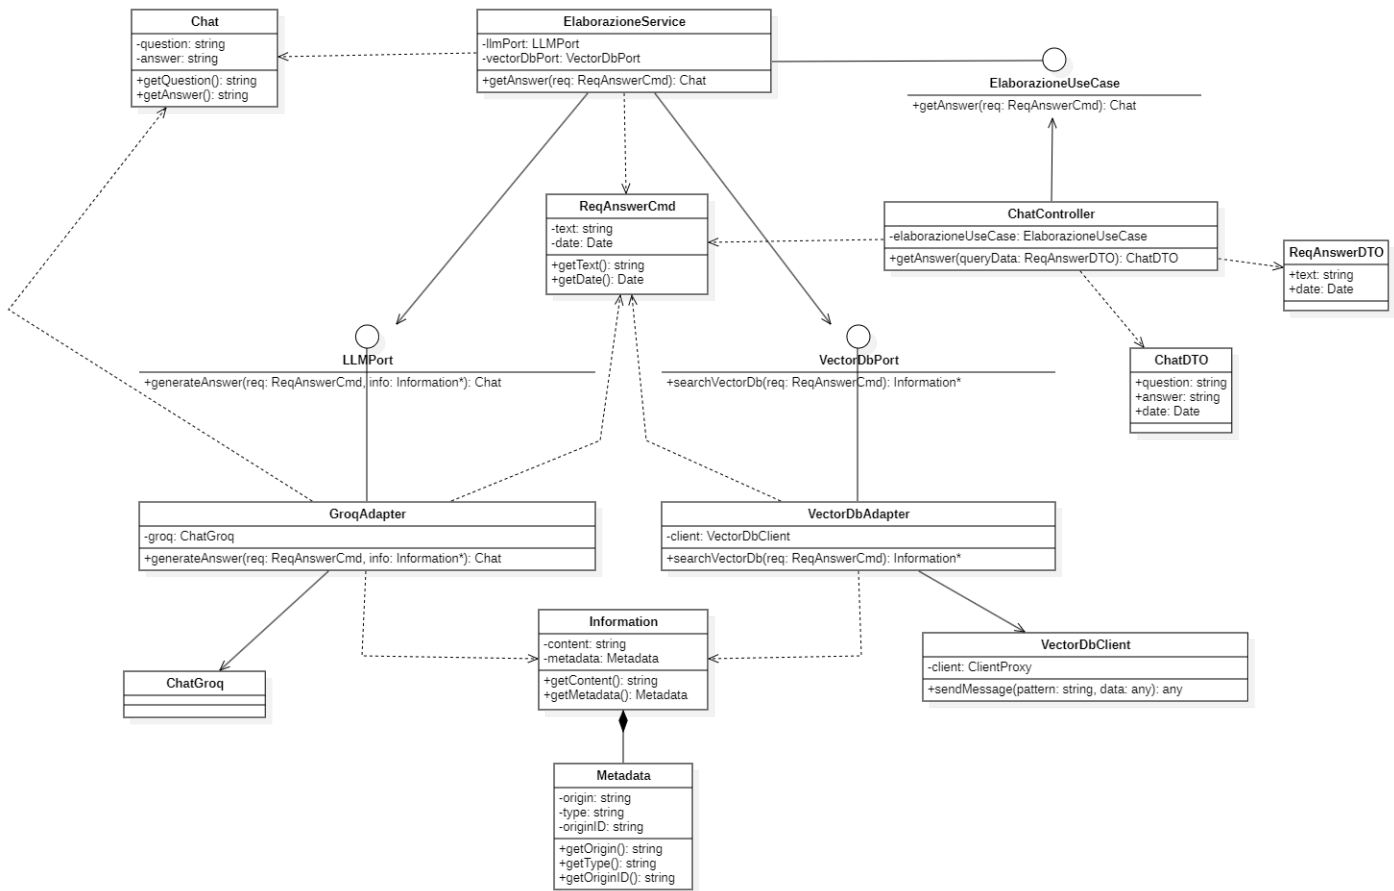 Chat
-question: string
-answer: string
+getQuestion(): string
+getAnswer(): string
ElaborazioneService
-llmPort: LLMPort
-vectorDbPort: VectorDbPort
+getAnswer(req: ReqAnswerCmd): Chat
ElaborazioneUseCase
+getAnswer(req: ReqAnswerCmd): Chat
ReqAnswerCmd
-text: string
-date: Date
+getText(): string
+getDate(): Date
ChatController
-elaborazioneUseCase: ElaborazioneUseCase
+getAnswer(queryData: ReqAnswerDTO): ChatDTO
ReqAnswerDTO
+text: string
+date: Date
LLMPort
+generateAnswer(req: ReqAnswerCmd, info: Information*): Chat
VectorDbPort
+searchVectorDb(req: ReqAnswerCmd): Information*
ChatDTO
+question: string
+answer: string
+date: Date
GroqAdapter
-groq: ChatGroq
+generateAnswer(req: ReqAnswerCmd, info: Information*): Chat
VectorDbAdapter
-client: VectorDbClient
+searchVectorDb(req: ReqAnswerCmd): Information*
Information
-content: string
-metadata: Metadata
+getContent(): string
+getMetadata(): Metadata
VectorDbClient
-client: ClientProxy
+sendMessage(pattern: string, data: any): any
ChatGroq
Metadata
-origin: string
-type: string
-originID: string
+getOrigin(): string
+getType(): string
+getOriginID(): string